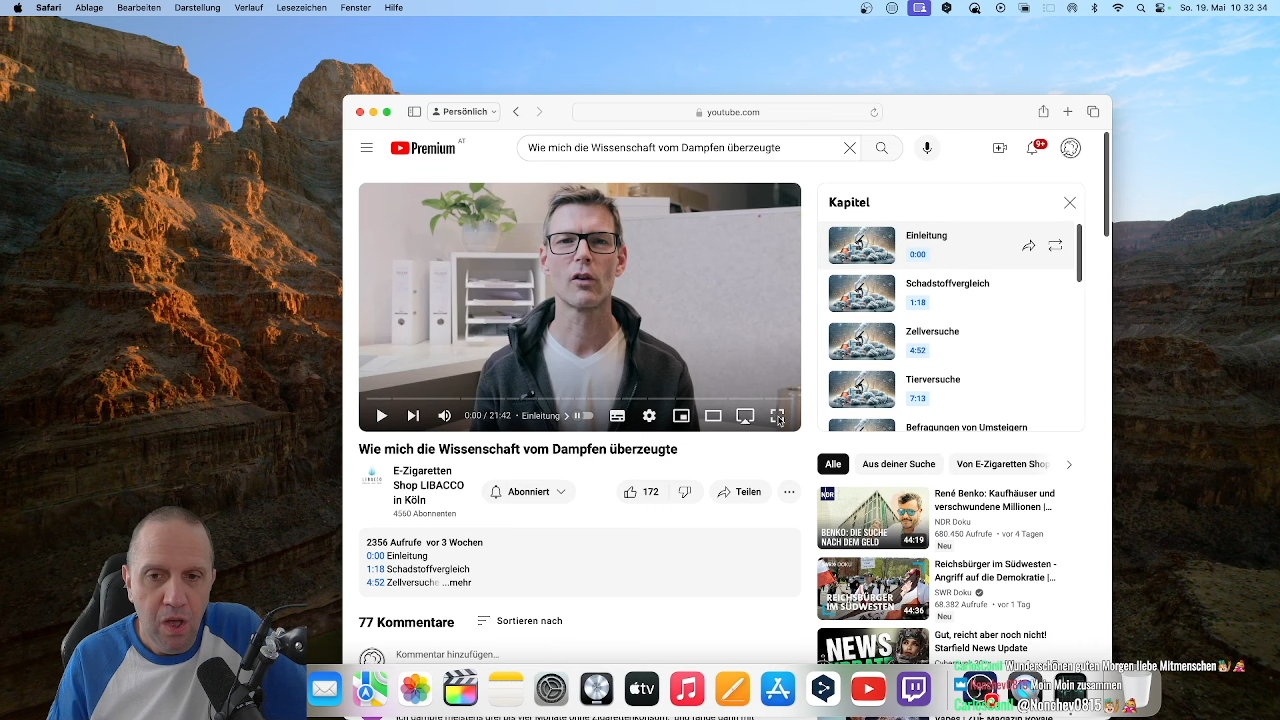 Safari Ablage Bearbeiten Darstellung Verlauf Lesezeichen Fenster Hilfe
So. 19. Mai 10 32 34
Persönlich
youtube.com
Premium AT
Wie mich die Wissenschaft vom Dampfen überzeugte
9+
Kapitel
Einleitung
0:00
Schadstoffvergleich
1:18
Zellversuche
4:52
Tierversuche
7:13
Befragungen von Umsteigern
0:00 / 21:42 • Einleitung
Wie mich die Wissenschaft vom Dampfen überzeugte
E-Zigaretten
Shop LIBACCO
in Köln
4560 Abonnenten
Abonniert
172
Teilen
2356 Aufrufe vor 3 Wochen
0:00 Einleitung
1:18 Schadstoffvergleich
4:52 Zellversuche ...mehr
77 Kommentare
Sortieren nach
Kommentar hinzufügen...
Alle
Aus deiner Suche
Von E-Zigaretten Shop
NDR
BENKO: DIE SUCHE
NACH DEM GELD
44:19
René Benko: Kaufhäuser und
verschwundene Millionen |...
NDR Doku
680.450 Aufrufe • vor 4 Tagen
Neu
REICHSBÜRGER
IM SÜDWESTEN
44:36
Reichsbürger im Südwesten -
Angriff auf die Demokratie |...
SWR Doku
68.382 Aufrufe • vor 1 Tag
Neu
NEWS
Gut, reicht aber noch nicht!
Starfield News Update
Wunderschönen guten Morgen liebe Mitmenschen
Nonchev0815 Moin Moin zusammen
@Nonchev0815
tv